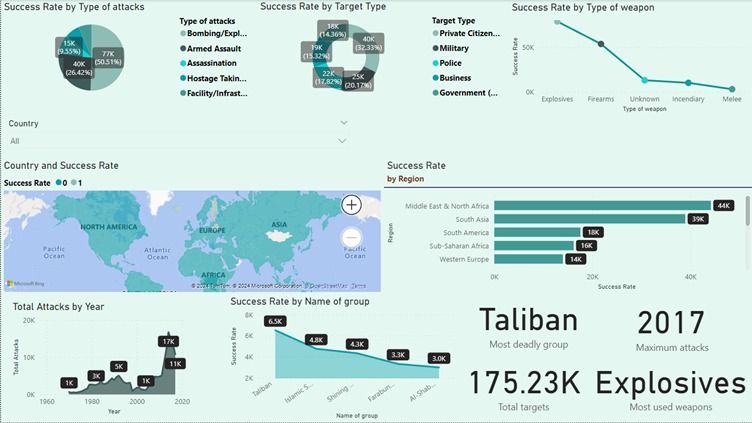 Success Rate by Type of attacks
15K
(9.55%)
77K
(50.51%)
40K
(26.42%)
Type of attacks
Bombing/Expl...
Armed Assault
Assassination
Hostage Takin...
Facility/Infrast...
Success Rate by Target Type
18K
(14.36%)
40K
(32.33%)
19K
(15.32%)
22K
(17.82%)
25K
(20.17%)
Target Type
Private Citizen...
Military
Police
Business
Government (...
Success Rate by Type of weapon
Success Rate
50K
0K
Explosives Firearms Unknown Incendiary Melee
Type of weapon
Country
All
Country and Success Rate
Success Rate 0 1
NORTH AMERICA
EUROPE
ASIA
AFRICA
Pacific
Ocean
Atlantic
Ocean
Pacific
Ocean
Microsoft Bing
© 2024 TomTom, © 2024 Microsoft Corporation, © OpenStreetMap Terms
Success Rate
by Region
Region
Middle East & North Africa 44K
South Asia 39K
South America 18K
Sub-Saharan Africa 16K
Western Europe 14K
0K 20K 40K
Success Rate
Total Attacks by Year
Total Attacks
20K
10K
0K
1K
3K
5K
1K
17K
11K
1960 1980 2000 2020
Year
Success Rate by Name of group
Success Rate
8K
6K
4K
2K
6.5K
4.8K
4.3K
3.3K
3.0K
Taliban
Islamic S...
Shining ...
Farabun...
Al-Shab...
Name of group
Taliban
Most deadly group
2017
Maximum attacks
175.23K
Total targets
Explosives
Most used weapons